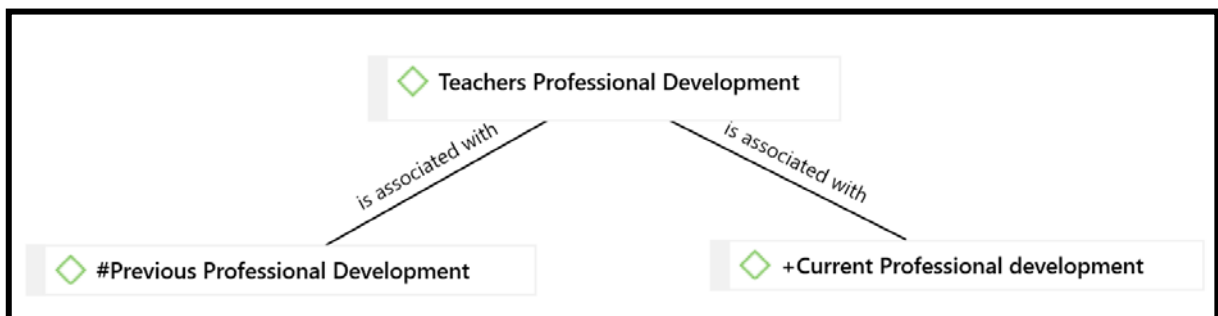 Teachers Professional Development
is associated with
is associated with
#Previous Professional Development
+Current Professional development